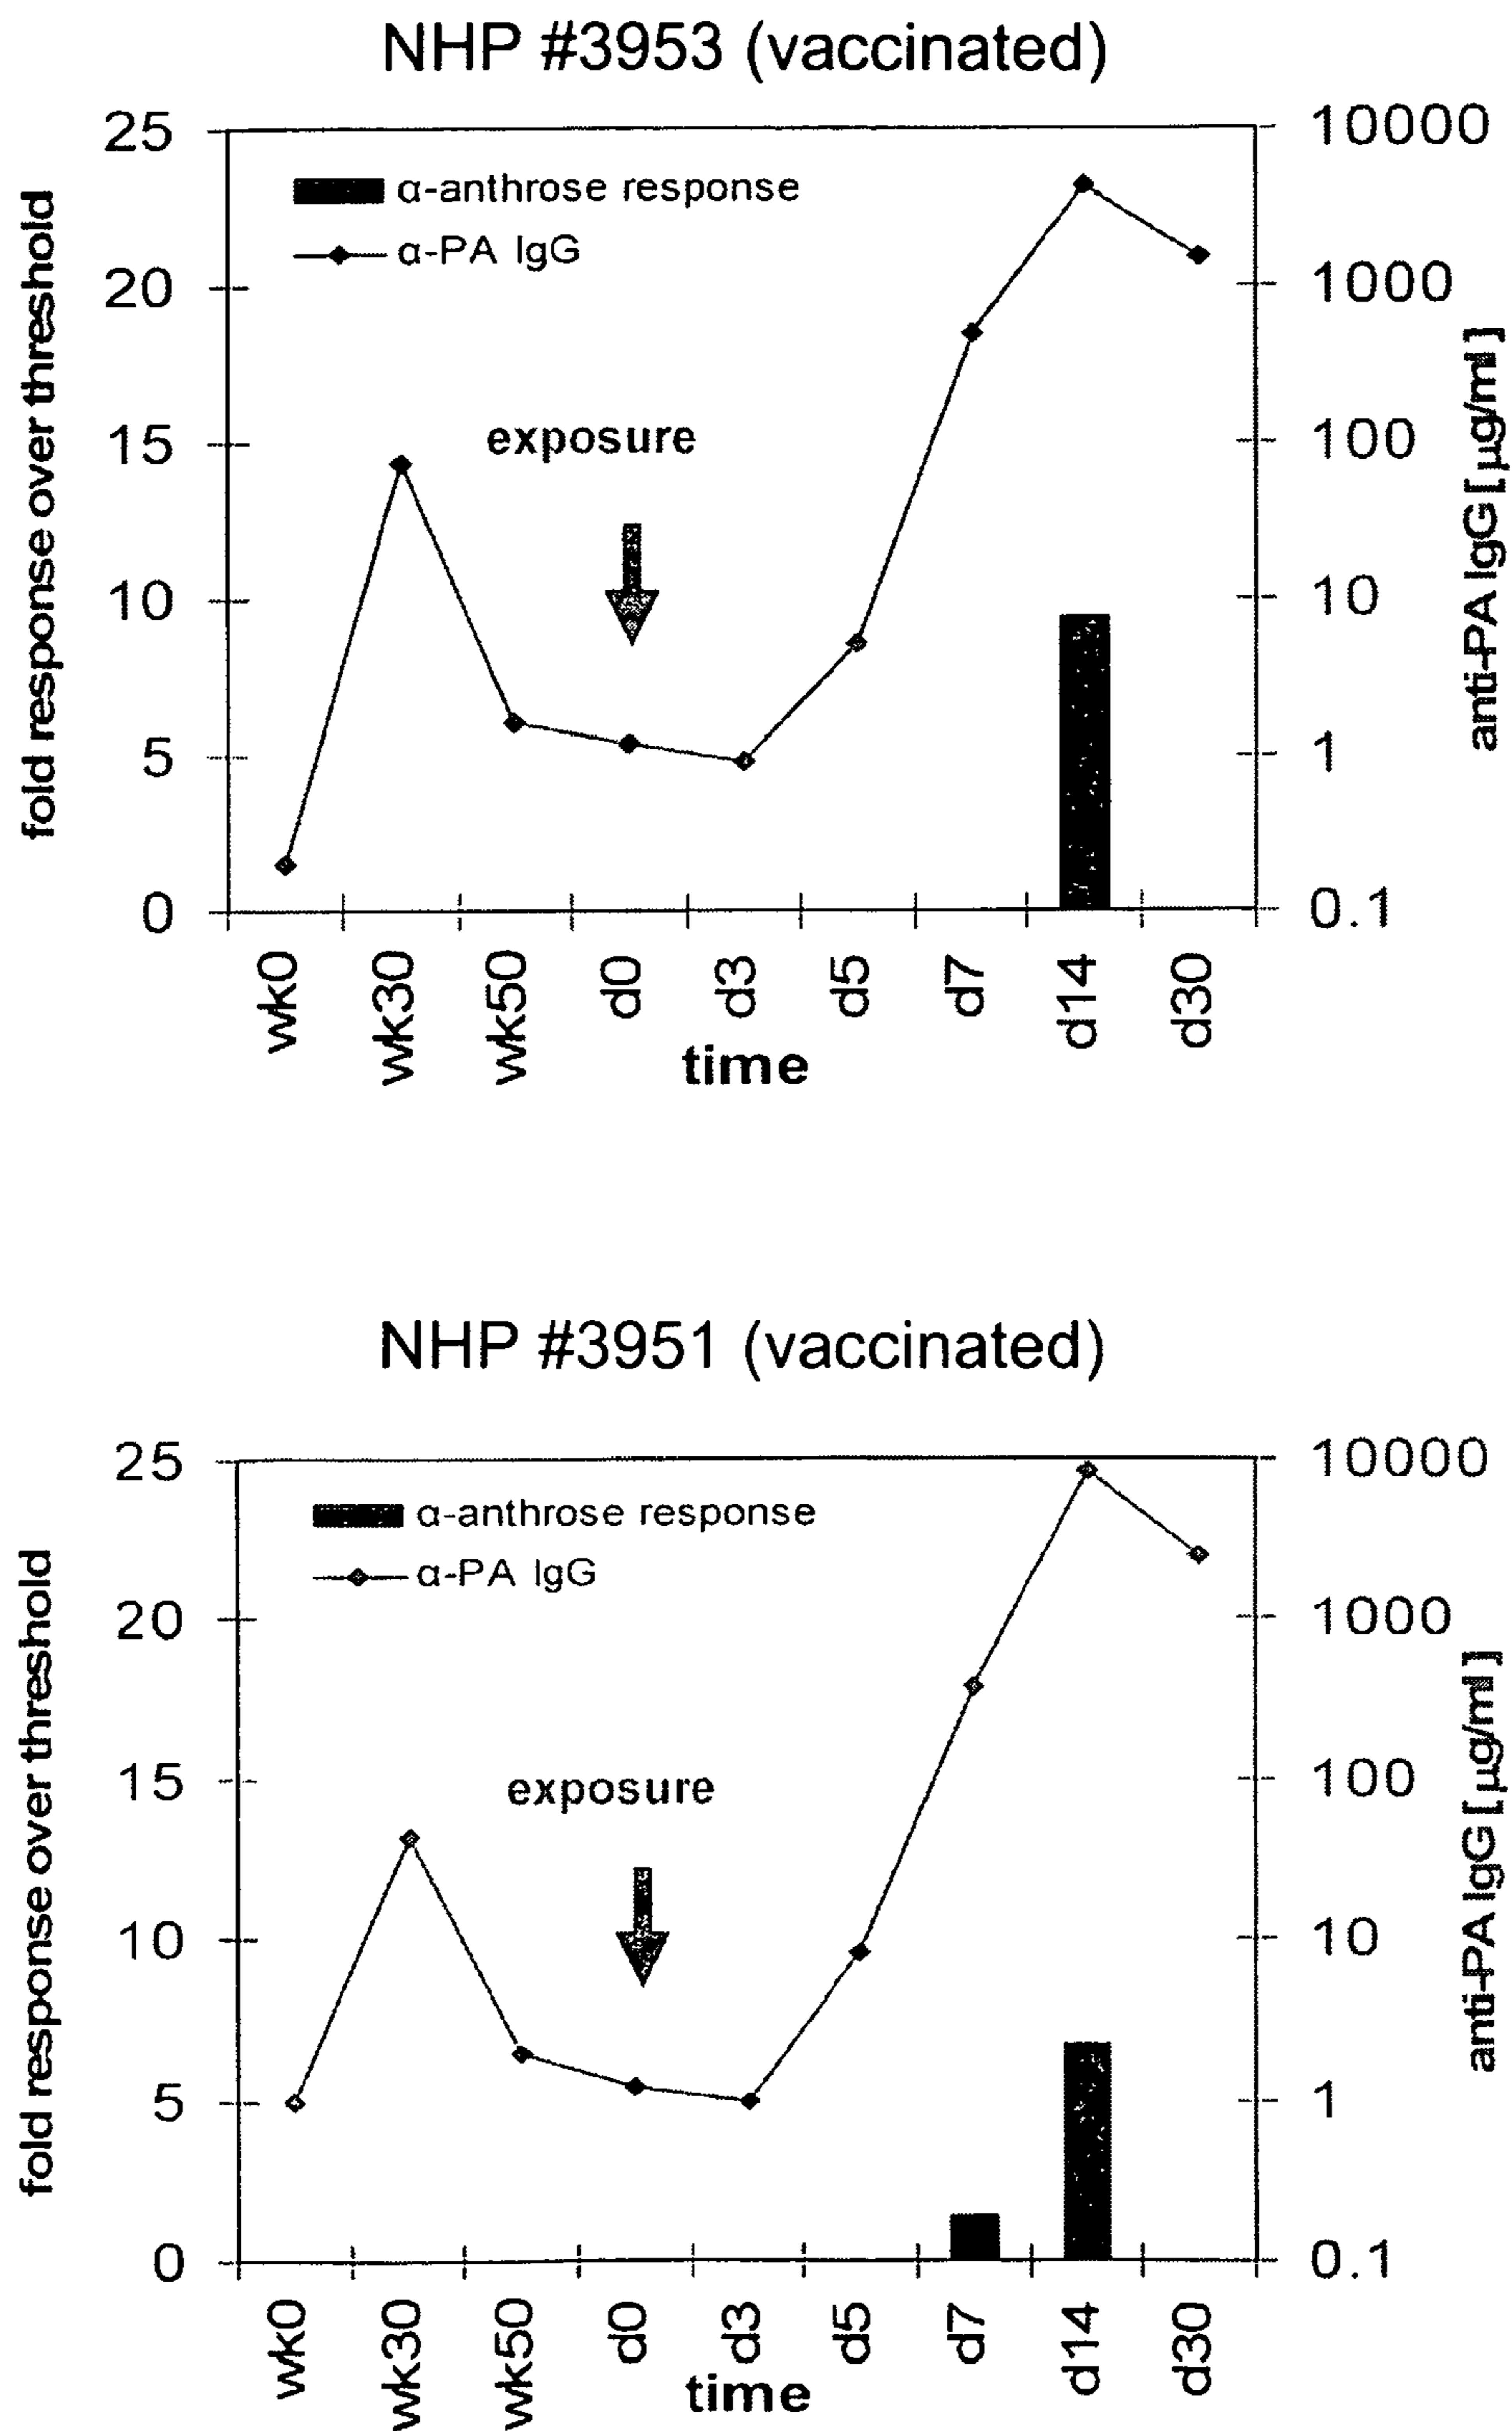 NHP #3953 (vaccinated)
25
20
15
10
5
0
fold response over threshold
α-anthrose response
α-PA IgG
exposure
10000
1000
100
10
1
0.1
anti-PA IgG [µg/ml]
wk0
wk30
wk50
d0
d3
d5
d7
d14
d30
time
NHP #3951 (vaccinated)
25
20
15
10
5
0
fold response over threshold
α-anthrose response
α-PA IgG
exposure
10000
1000
100
10
1
0.1
anti-PA IgG [µg/ml]
wk0
wk30
wk50
d0
d3
d5
d7
d14
d30
time